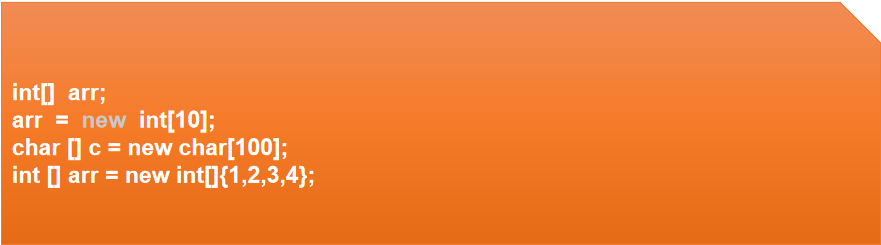 int[]  arr;
arr  =  new  int[10];
char [] c = new char[100];
int [] arr = new int[]{1,2,3,4};